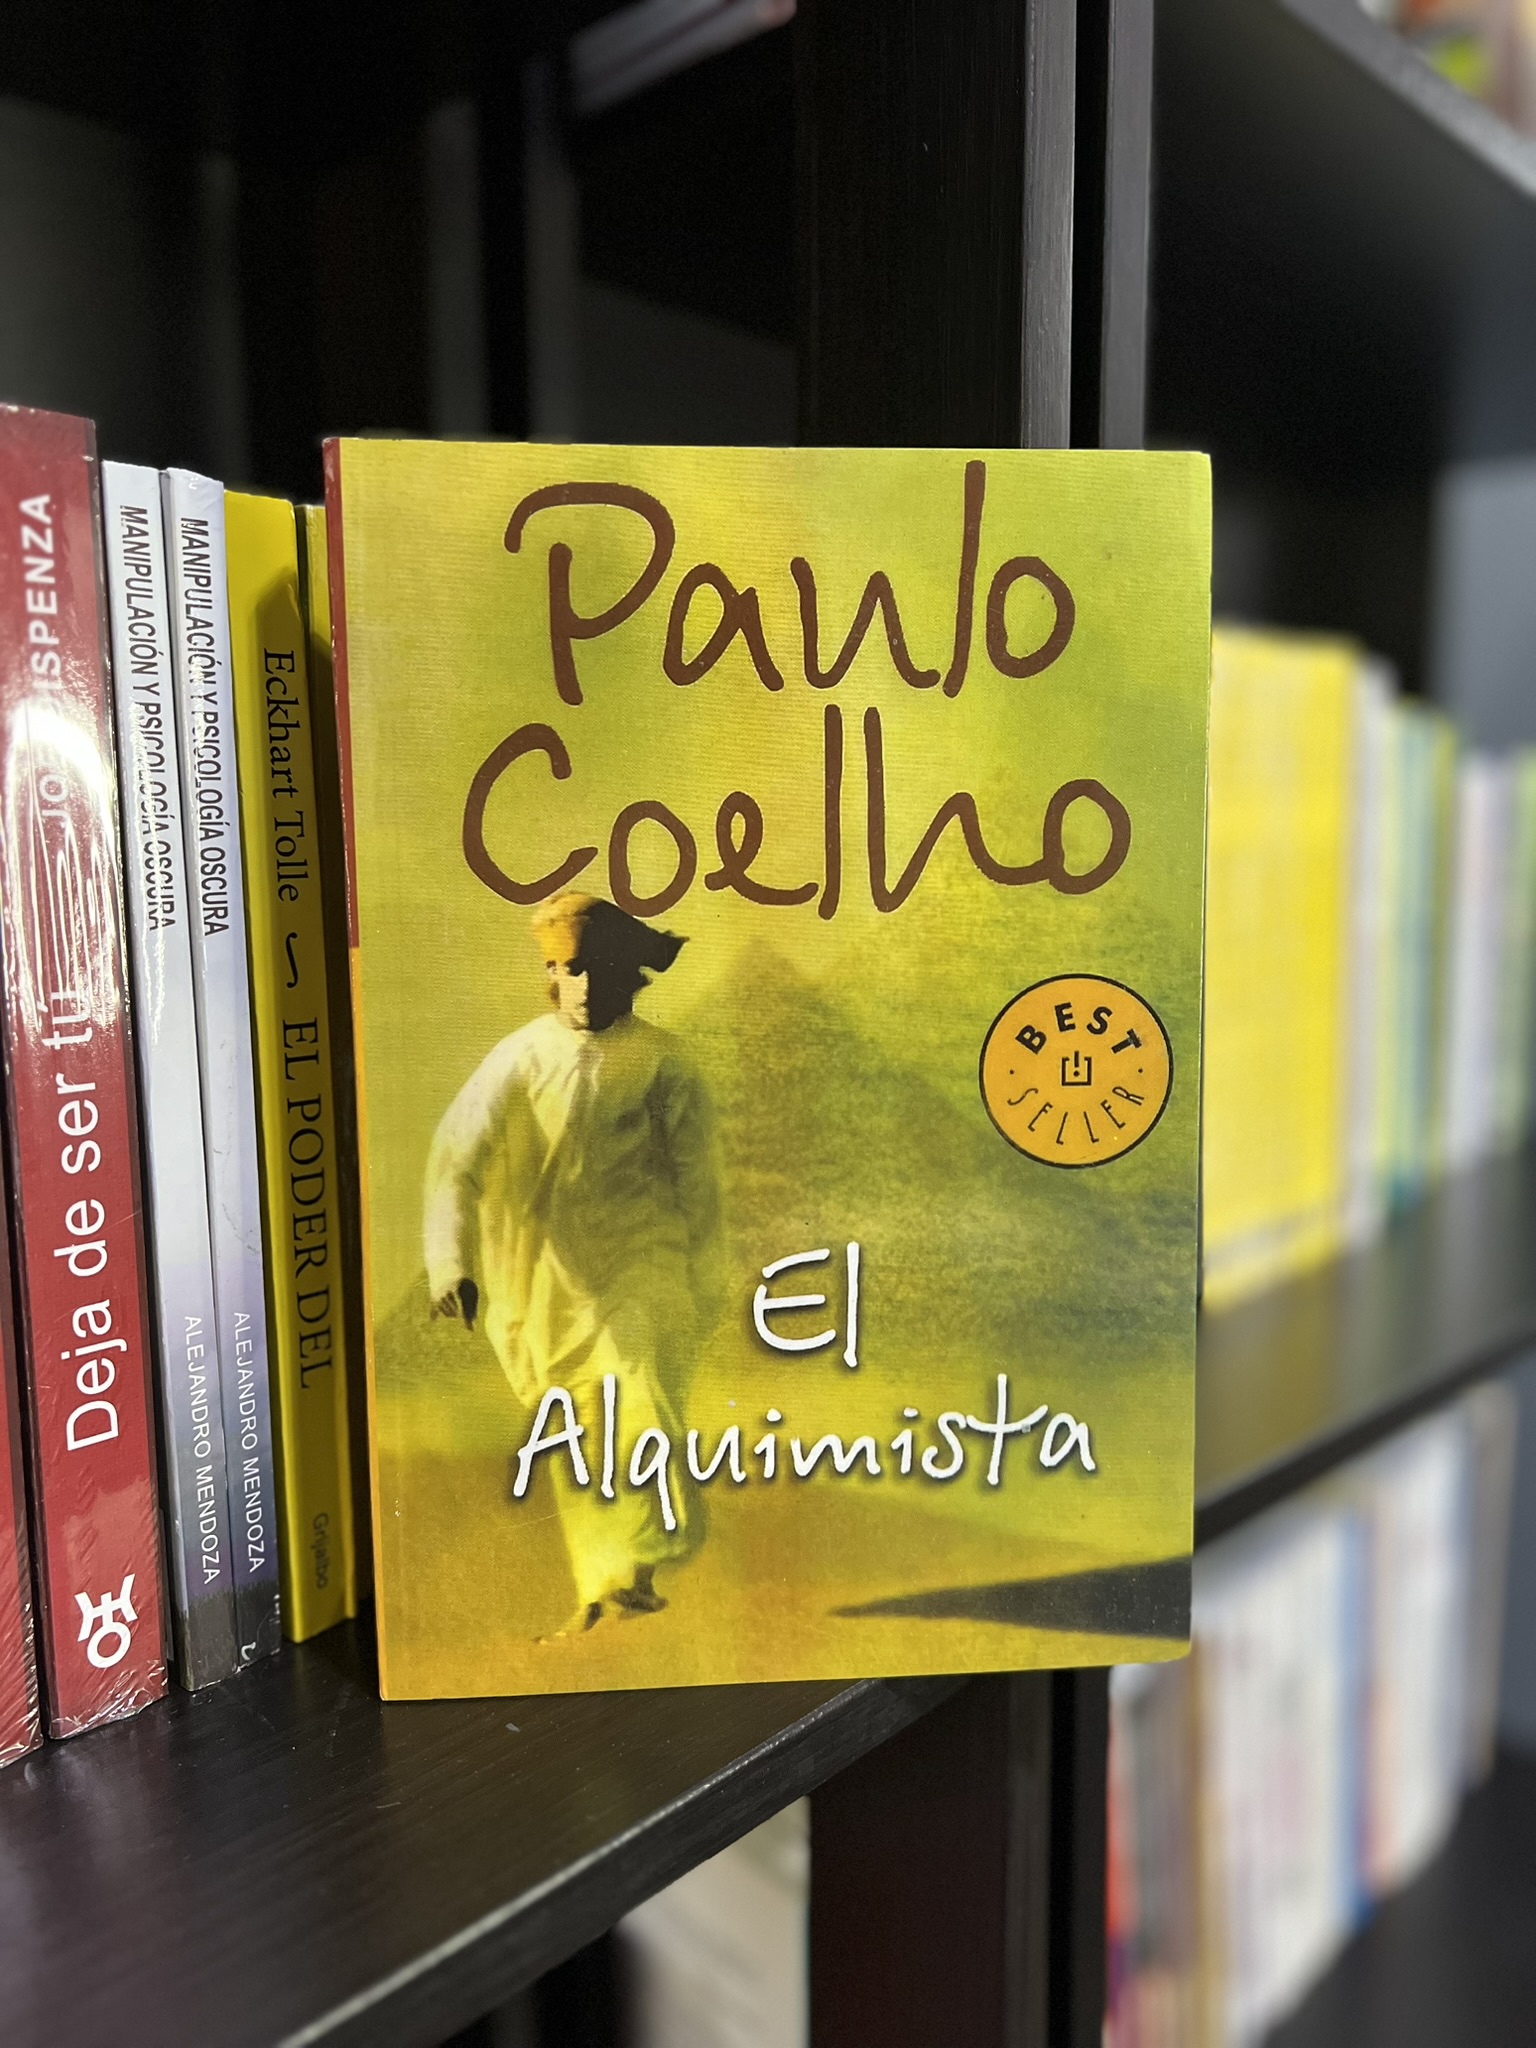 Paulo
Coelho
BEST
SELLER
El
Alquimista
Deja de ser tú
MANIPULACIÓN Y PSICOLOGÍA OSCURA
ALEJANDRO MENDOZA
MANIPULACIÓN Y PSICOLOGÍA OSCURA
ALEJANDRO MENDOZA
2
Eckhart Tolle ~ EL PODER DEL
Grijalbo